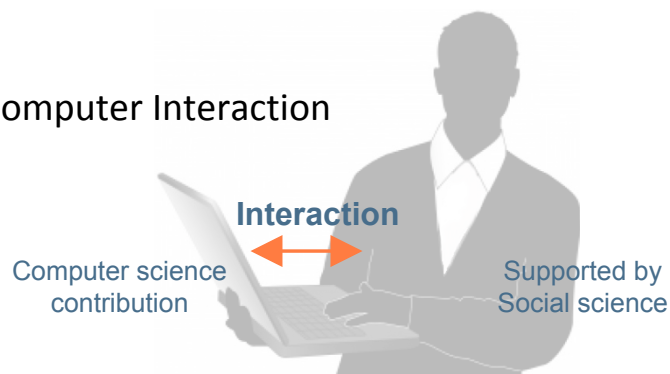 omputer Interaction
Interaction
Computer science
contribution
Supported by
Social science